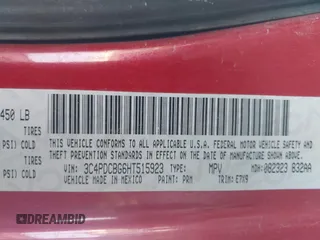 450 LB
TIRES
PSI) COLD
TIRES
PSI) COLD
THIS VEHICLE CONFORMS TO ALL APPLICABLE U.S.A. FEDERAL MOTOR VEHICLE SAFETY AND
THEFT PREVENTION STANDARDS IN EFFECT ON THE DATE OF MANUFACTURE SHOWN ABOVE.
VIN: 3C4PDCBG6HT515923 TYPE: MPV MDH: 082323 832AA
VEHICLE MADE IN MEXICO PAINT: PRM TRIM: E7X9
DREAMBID